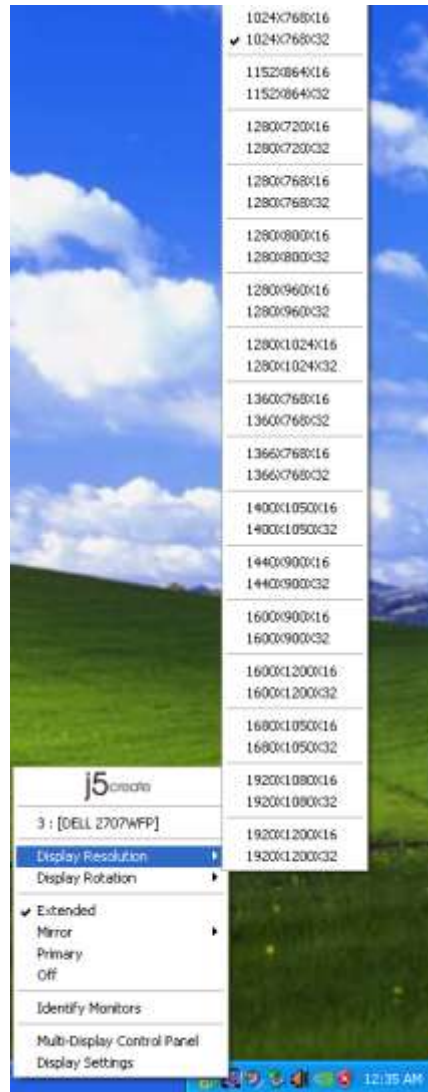 1024X768X16
1024X768X32
1152X864X16
1152X864X32
1280X720X16
1280X720X32
1280X768X16
1280X768X32
1280X800X16
1280X800X32
1280X960X16
1280X960X32
1280X1024X16
1280X1024X32
1360X768X16
1360X768X32
1366X768X16
1366X768X32
1400X1050X16
1400X1050X32
1440X900X16
1440X900X32
1600X900X16
1600X900X32
1600X1200X16
1600X1200X32
1680X1050X16
1680X1050X32
1920X1080X16
1920X1080X32
1920X1200X16
1920X1200X32
j5create
3 : [DELL 2707WFP]
Display Resolution
Display Rotation
Extended
Mirror
Primary
Off
Identify Monitors
Multi-Display Control Panel
Display Settings
12:35 AM